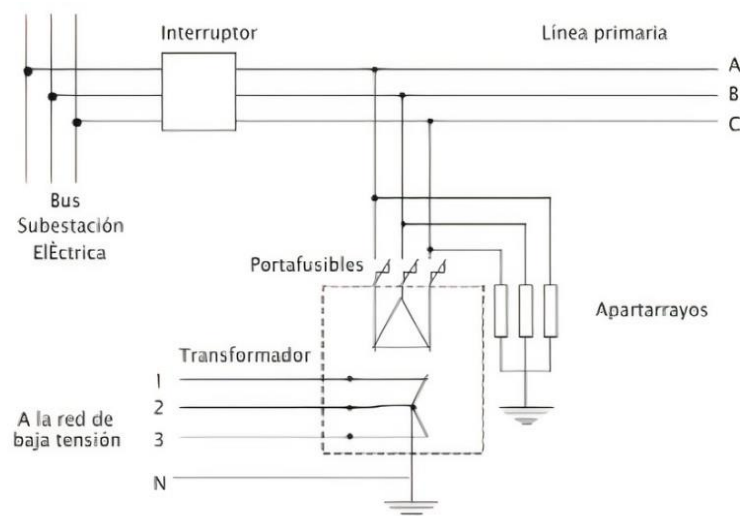 Interruptor
Línea primaria
A
B
C
Bus
Subestación
ElÈctrica
Portafusibles
Apartarrayos
Transformador
1
2
3
A la red de
baja tensión
N